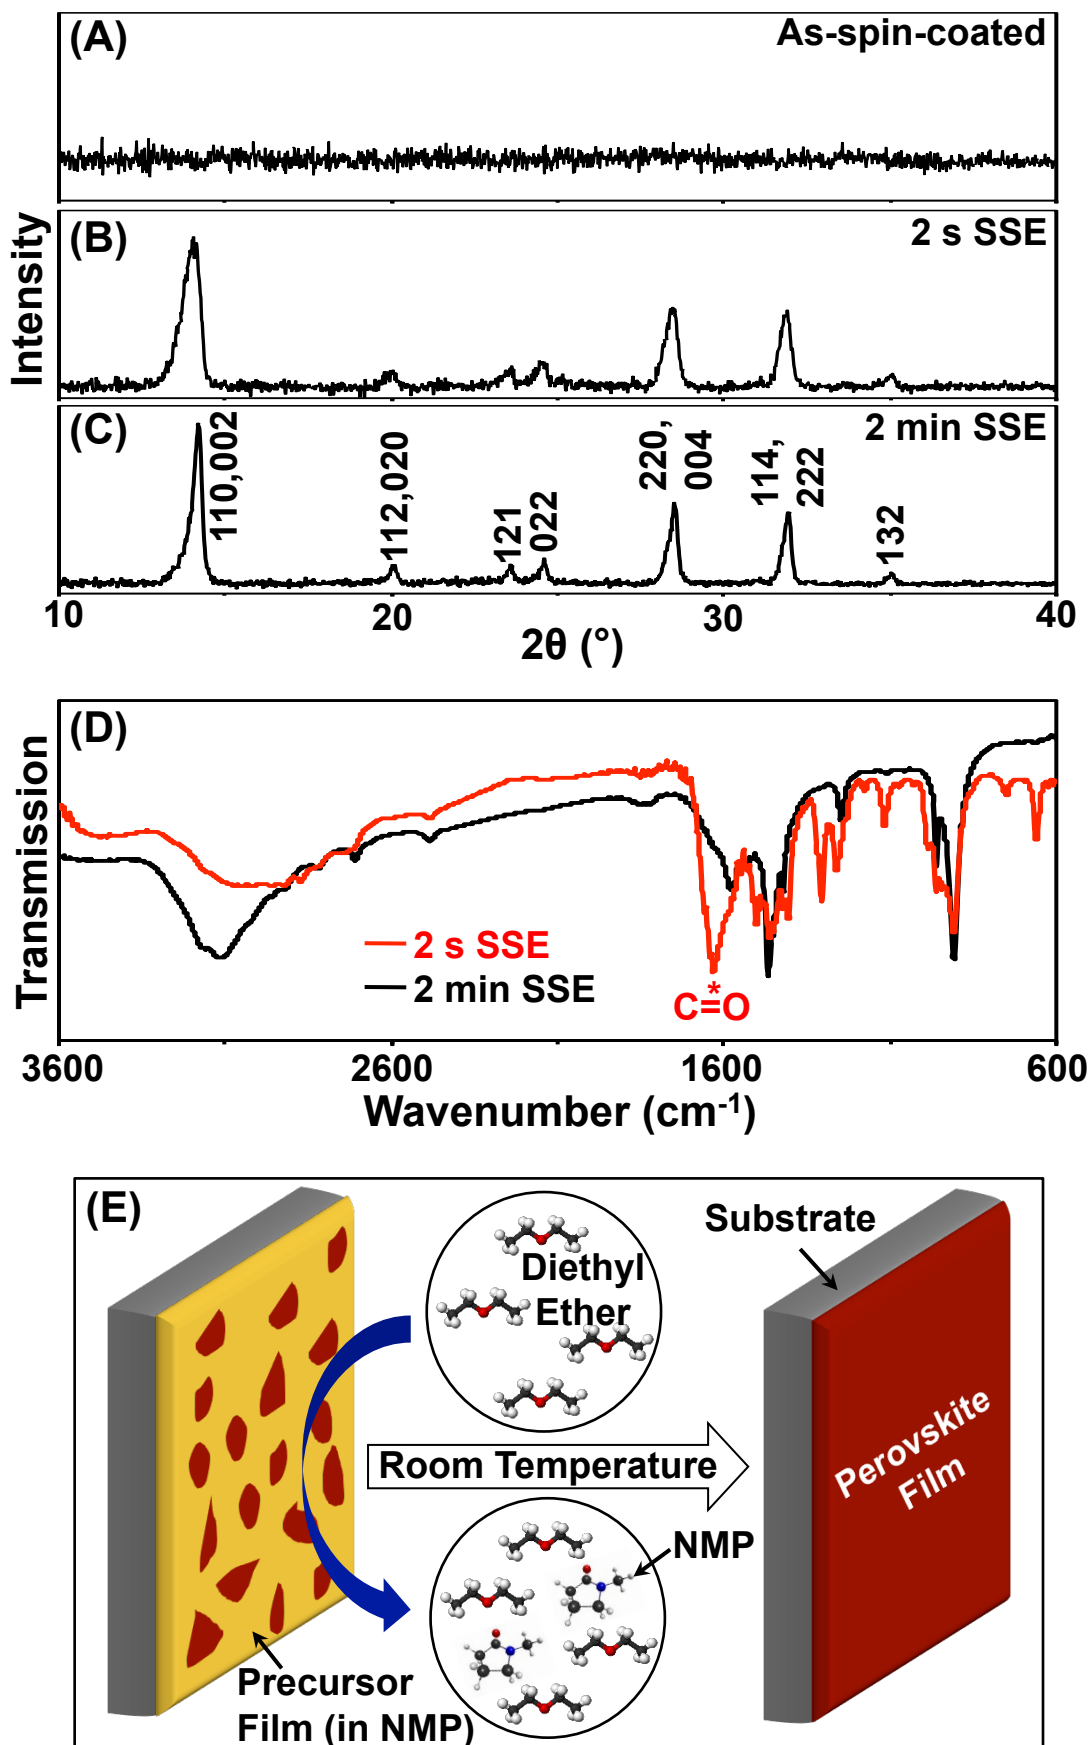 (A)
As-spin-coated
(B)
2 s SSE
(C)
2 min SSE
Intensity
110,002
112,020
121
022
220,
004
114,
222
132
10
20
30
40
2θ (°)
(D)
Transmission
2 s SSE
2 min SSE
*
C=O
3600
2600
1600
600
Wavenumber (cm⁻¹)
(E)
Diethyl
Ether
Substrate
Room Temperature
Perovskite
Film
NMP
Precursor
Film (in NMP)